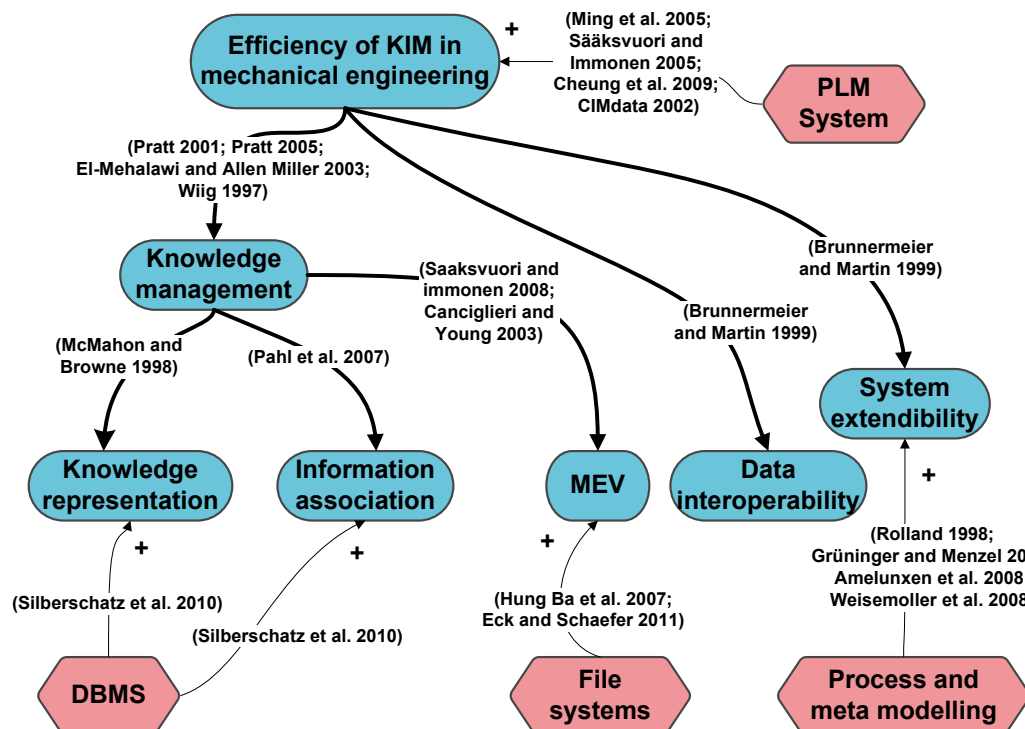 Efficiency of KIM in
mechanical engineering
+
(Ming et al. 2005;
Sääksvuori and
Immonen 2005;
Cheung et al. 2009;
CIMdata 2002)
PLM
System
(Pratt 2001; Pratt 2005;
El-Mehalawi and Allen Miller 2003;
Wiig 1997)
Knowledge
management
(Saaksvuori and
immonen 2008;
Canciglieri and
Young 2003)
(Brunnermeier
and Martin 1999)
(Brunnermeier
and Martin 1999)
(McMahon and
Browne 1998)
(Pahl et al. 2007)
System
extendibility
Knowledge
representation
Information
association
MEV
Data
interoperability
+
+
+
+
(Silberschatz et al. 2010)
(Silberschatz et al. 2010)
(Hung Ba et al. 2007;
Eck and Schaefer 2011)
(Rolland 1998;
Grüninger and Menzel 20
Amelunxen et al. 2008
Weisemoller et al. 2008
DBMS
File
systems
Process and
meta modelling